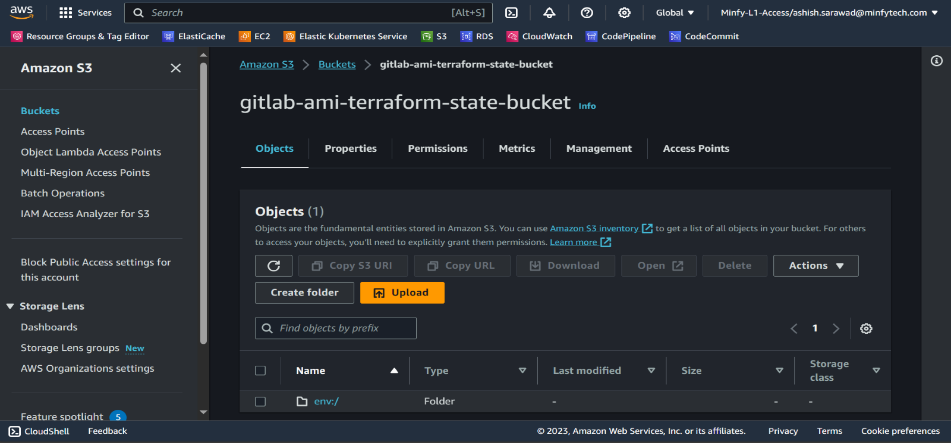 aws Services Search [Alt+S] Global Minfy-L1-Access/ashish.sarawad@minfytech.com
Resource Groups & Tag Editor ElastiCache EC2 Elastic Kubernetes Service S3 RDS CloudWatch CodePipeline CodeCommit
Amazon S3
Buckets
Access Points
Object Lambda Access Points
Multi-Region Access Points
Batch Operations
IAM Access Analyzer for S3
Block Public Access settings for
this account
Storage Lens
Dashboards
Storage Lens groups New
AWS Organizations settings
Feature spotlight 5
Amazon S3 Buckets gitlab-ami-terraform-state-bucket
gitlab-ami-terraform-state-bucket Info
Objects Properties Permissions Metrics Management Access Points
Objects (1)
Objects are the fundamental entities stored in Amazon S3. You can use Amazon S3 inventory to get a list of all objects in your bucket. For others
to access your objects, you'll need to explicitly grant them permissions. Learn more
Copy S3 URI Copy URL Download Open Delete Actions
Create folder Upload
Find objects by prefix 1
Name Type Last modified Size Storage
class
env:/ Folder - - -
CloudShell Feedback © 2023, Amazon Web Services, Inc. or its affiliates. Privacy Terms Cookie preferences